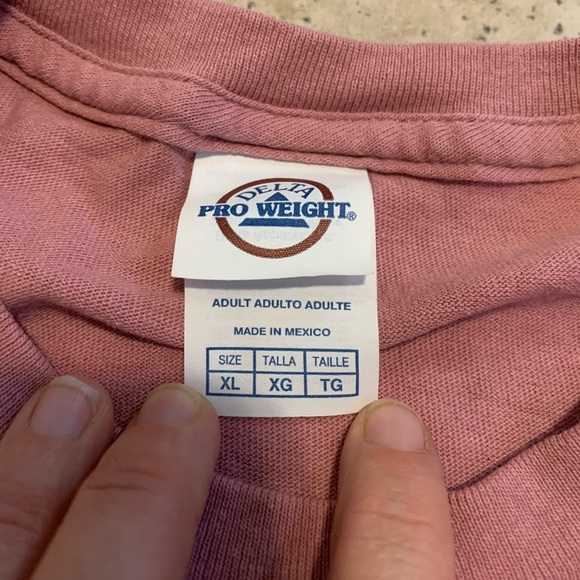 DELTA
PRO WEIGHT®
ADULT ADULTO ADULTE
MADE IN MEXICO
SIZE TALLA TAILLE
XL XG TG